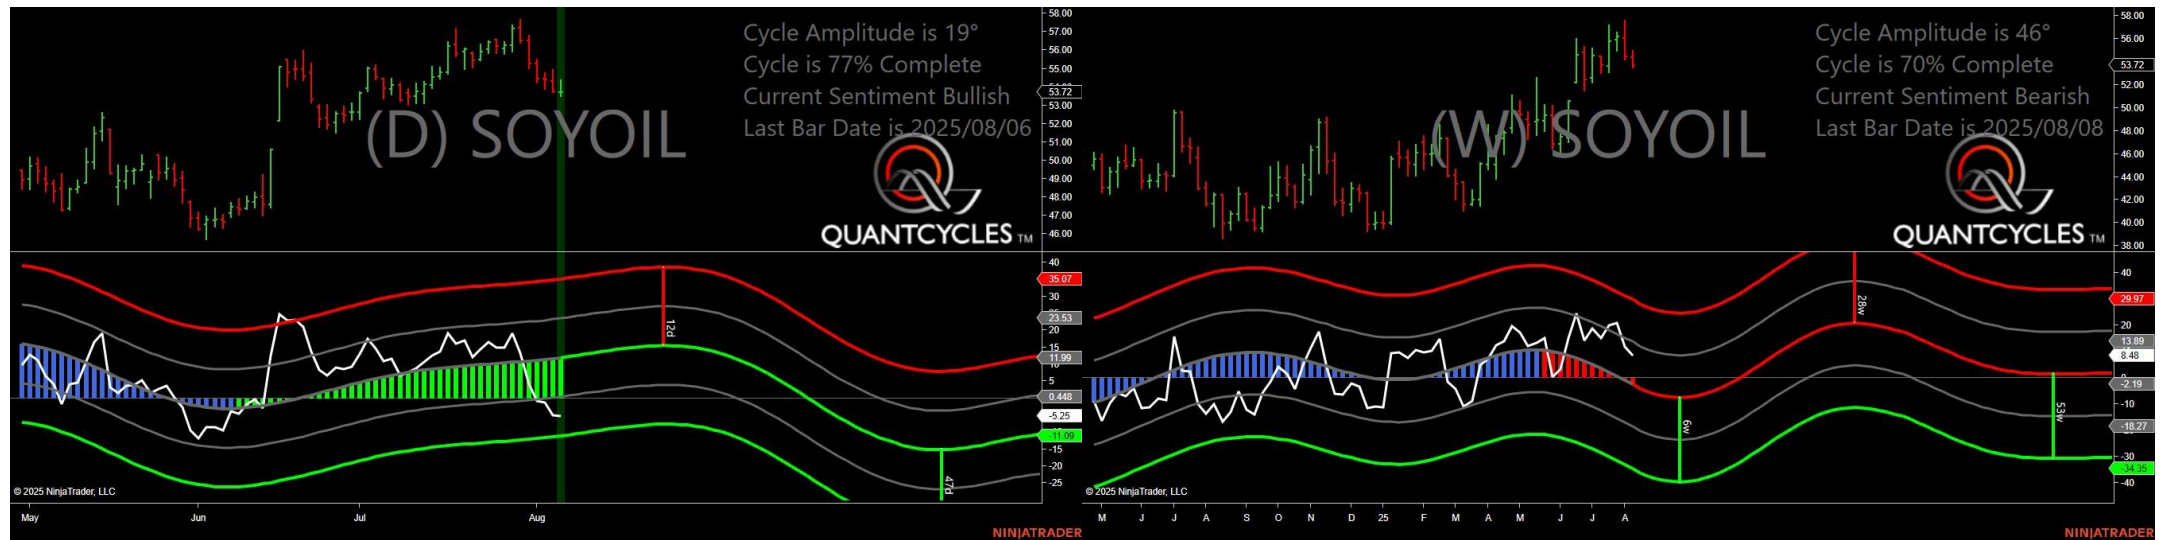 Cycle Amplitude is 19°
Cycle is 77% Complete
Current Sentiment Bullish
Last Bar Date is 2025/08/06
(D) SOYOIL
QUANTCYCLES TM
58.00
57.00
56.00
55.00
53.72
53.00
52.00
51.00
50.00
49.00
48.00
47.00
46.00
40
35.07
30
23.53
20
15
11.99
10
5
0.448
-5.25
-11.09
-15
-20
-25
12d
47d
© 2025 NinjaTrader, LLC
May Jun Jul Aug
NINJATRADER
Cycle Amplitude is 46°
Cycle is 70% Complete
Current Sentiment Bearish
Last Bar Date is 2025/08/08
(W) SOYOIL
QUANTCYCLES TM
58.00
56.00
53.72
52.00
50.00
48.00
46.00
44.00
42.00
40.00
38.00
40
29.97
20
13.89
8.48
-2.19
-10
-18.27
-30
-34.35
-40
28w
6w
53w
© 2025 NinjaTrader, LLC
M J J A S O N D 25 F M A M J J A
NINJATRADER